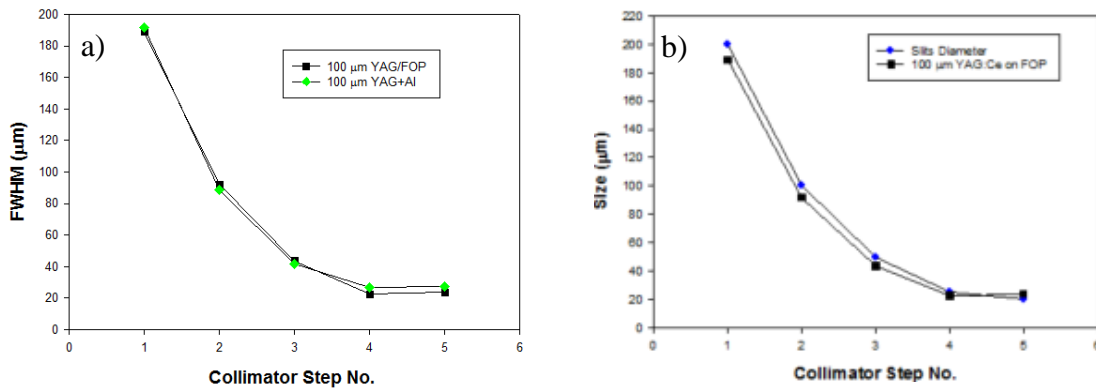 a)
100 μm YAG/FOP
100 μm YAG+Al
FWHM (μm)
200
180
160
140
120
100
80
60
40
20
0
0 1 2 3 4 5 6
Collimator Step No.
b)
Slits Diameter
100 μm YAG:Ce on FOP
Size (μm)
220
200
180
160
140
120
100
80
60
40
20
0
0 1 2 3 4 5 6
Collimator Step No.